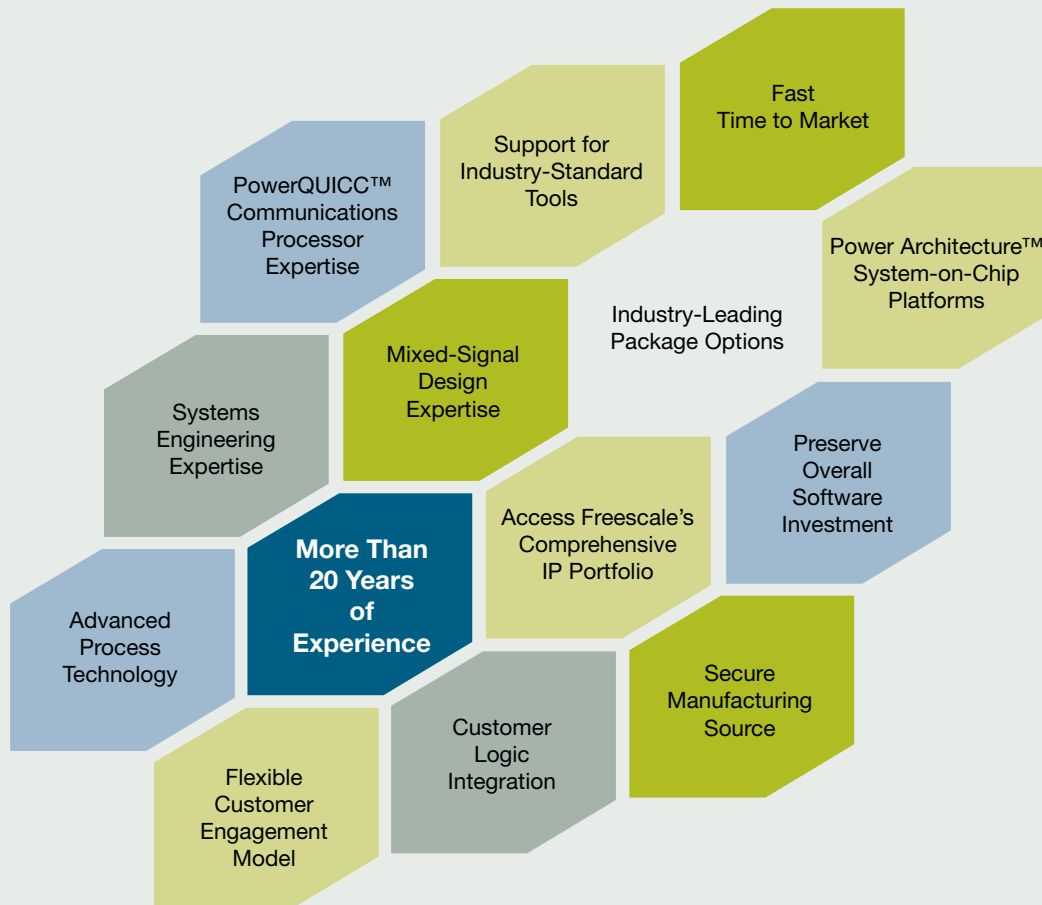 Fast
Time to Market
Support for
Industry-Standard
Tools
PowerQUICC™
Communications
Processor
Expertise
Power Architecture™
System-on-Chip
Platforms
Industry-Leading
Package Options
Mixed-Signal
Design
Expertise
Systems
Engineering
Expertise
Preserve
Overall
Software
Investment
Access Freescale's
Comprehensive
IP Portfolio
More Than
20 Years
of
Experience
Advanced
Process
Technology
Secure
Manufacturing
Source
Customer
Logic
Integration
Flexible
Customer
Engagement
Model